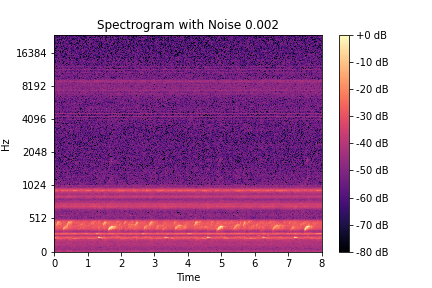 Spectrogram with Noise 0.002
Hz
16384
8192
4096
2048
1024
512
0
0 1 2 3 4 5 6 7 8
Time
+0 dB
-10 dB
-20 dB
-30 dB
-40 dB
-50 dB
-60 dB
-70 dB
-80 dB